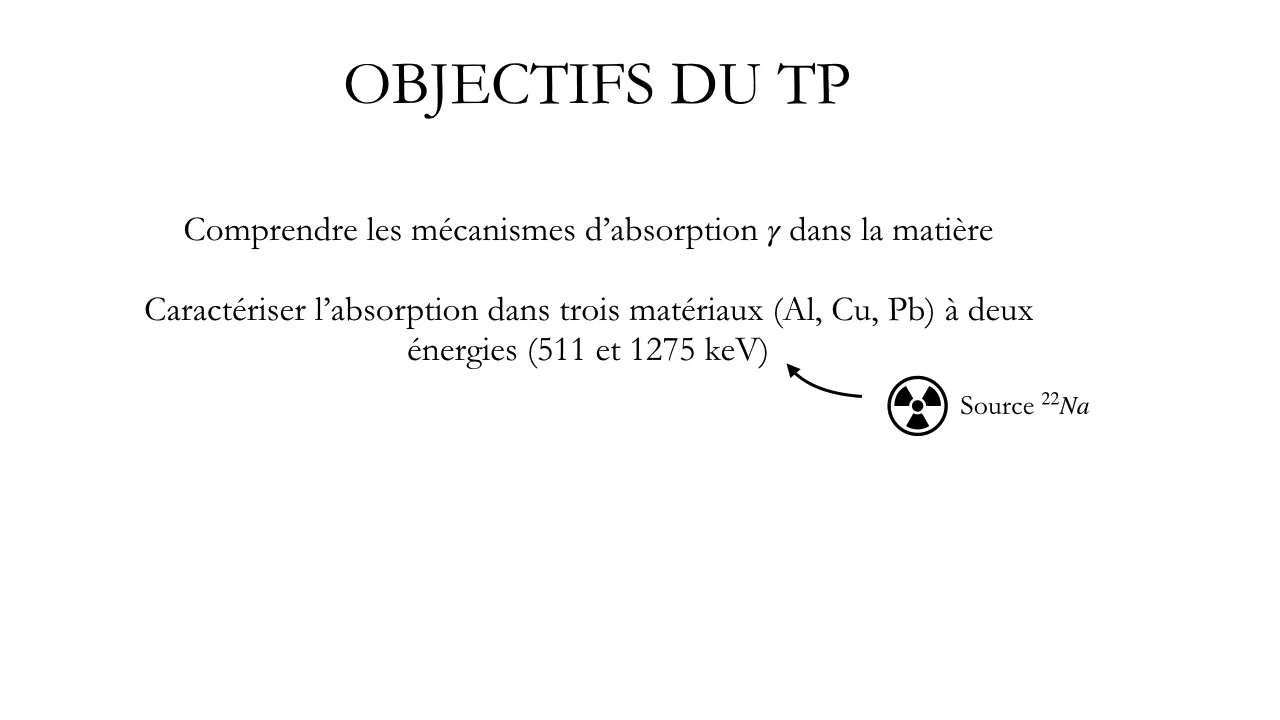 OBJECTIFS DU TP
Comprendre les mécanismes d’absorption γ dans la matière
Caractériser l’absorption dans trois matériaux (Al, Cu, Pb) à deux
énergies (511 et 1275 keV)
Source ²²Na